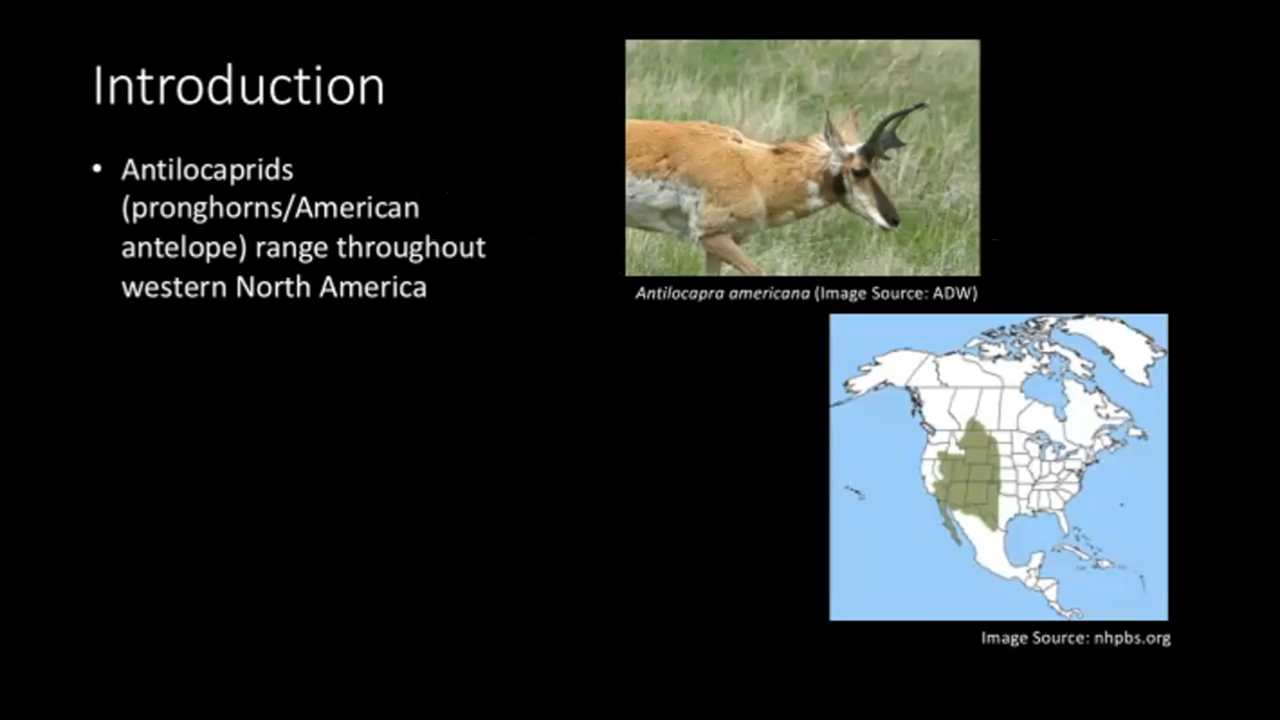 Introduction
• Antilocaprids
(pronghorns/American
antelope) range throughout
western North America
Antilocapra americana (Image Source: ADW)
Image Source: nhpbs.org